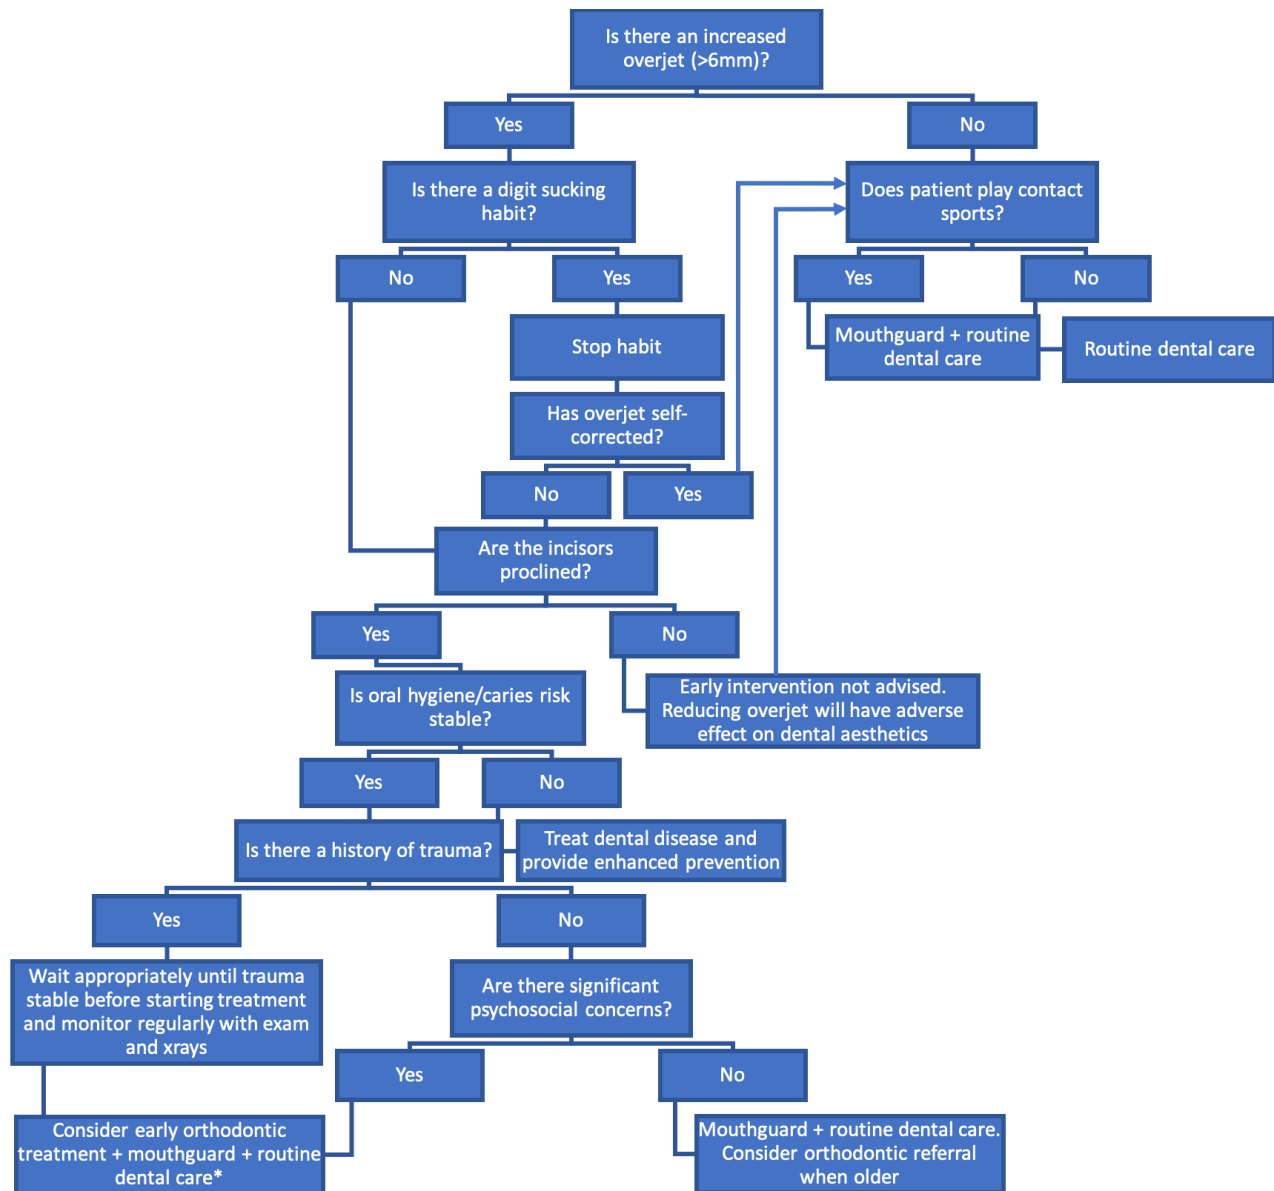 Is there an increased
overjet (>6mm)?
Yes
No
Is there a digit sucking
habit?
Does patient play contact
sports?
No
Yes
Yes
No
Stop habit
Mouthguard + routine
dental care
Routine dental care
Has overjet self-
corrected?
No
Yes
Are the incisors
proclined?
Yes
No
Is oral hygiene/caries risk
stable?
Early intervention not advised.
Reducing overjet will have adverse
effect on dental aesthetics
Yes
No
Is there a history of trauma?
Treat dental disease and
provide enhanced prevention
Yes
No
Wait appropriately until trauma
stable before starting treatment
and monitor regularly with exam
and xrays
Are there significant
psychosocial concerns?
Yes
No
Consider early orthodontic
treatment + mouthguard + routine
dental care*
Mouthguard + routine dental care.
Consider orthodontic referral
when older